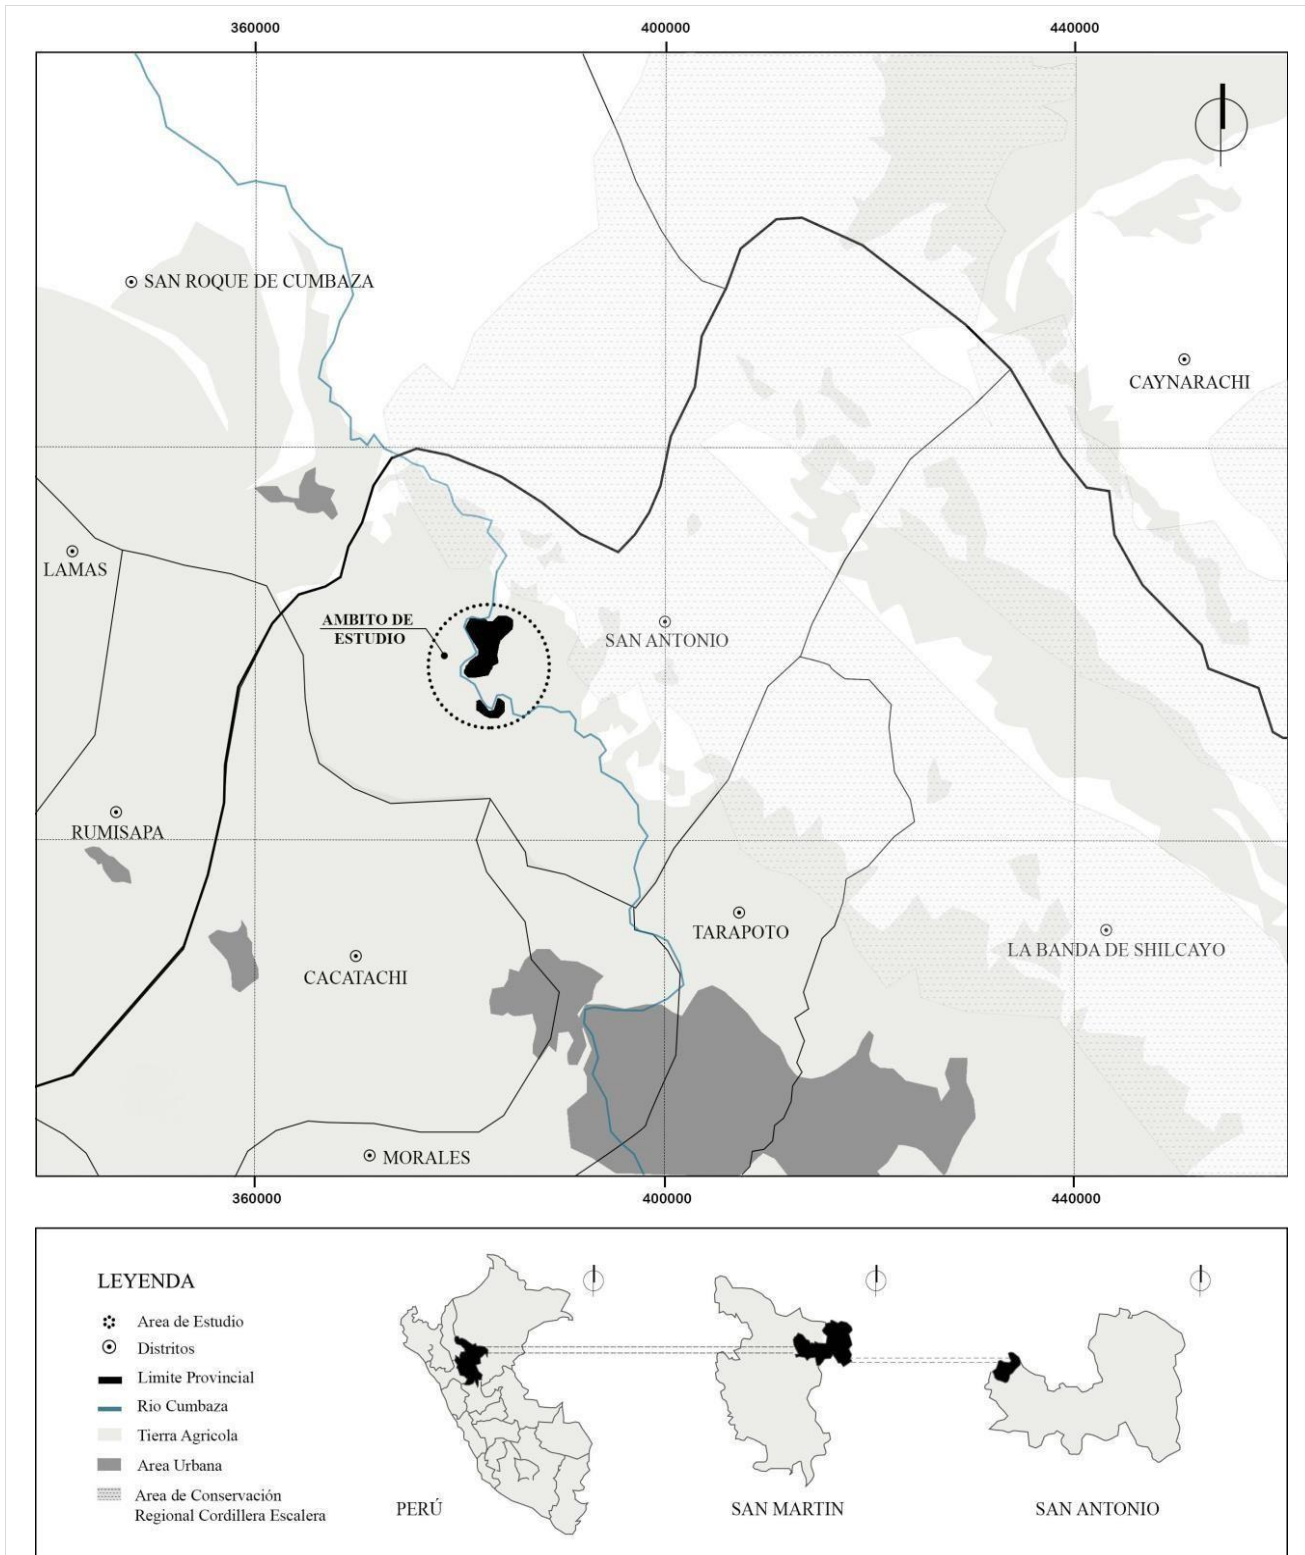 360000
400000
440000
SAN ROQUE DE CUMBAZA
CAYNARACHI
LAMAS
AMBITO DE
ESTUDIO
SAN ANTONIO
RUMISAPA
TARAPOTO
LA BANDA DE SHILCAYO
CACATACHI
MORALES
360000
400000
440000
LEYENDA
Area de Estudio
Distritos
Limite Provincial
Rio Cumbaza
Tierra Agricola
Area Urbana
Area de Conservación
Regional Cordillera Escalera
PERÚ
SAN MARTIN
SAN ANTONIO